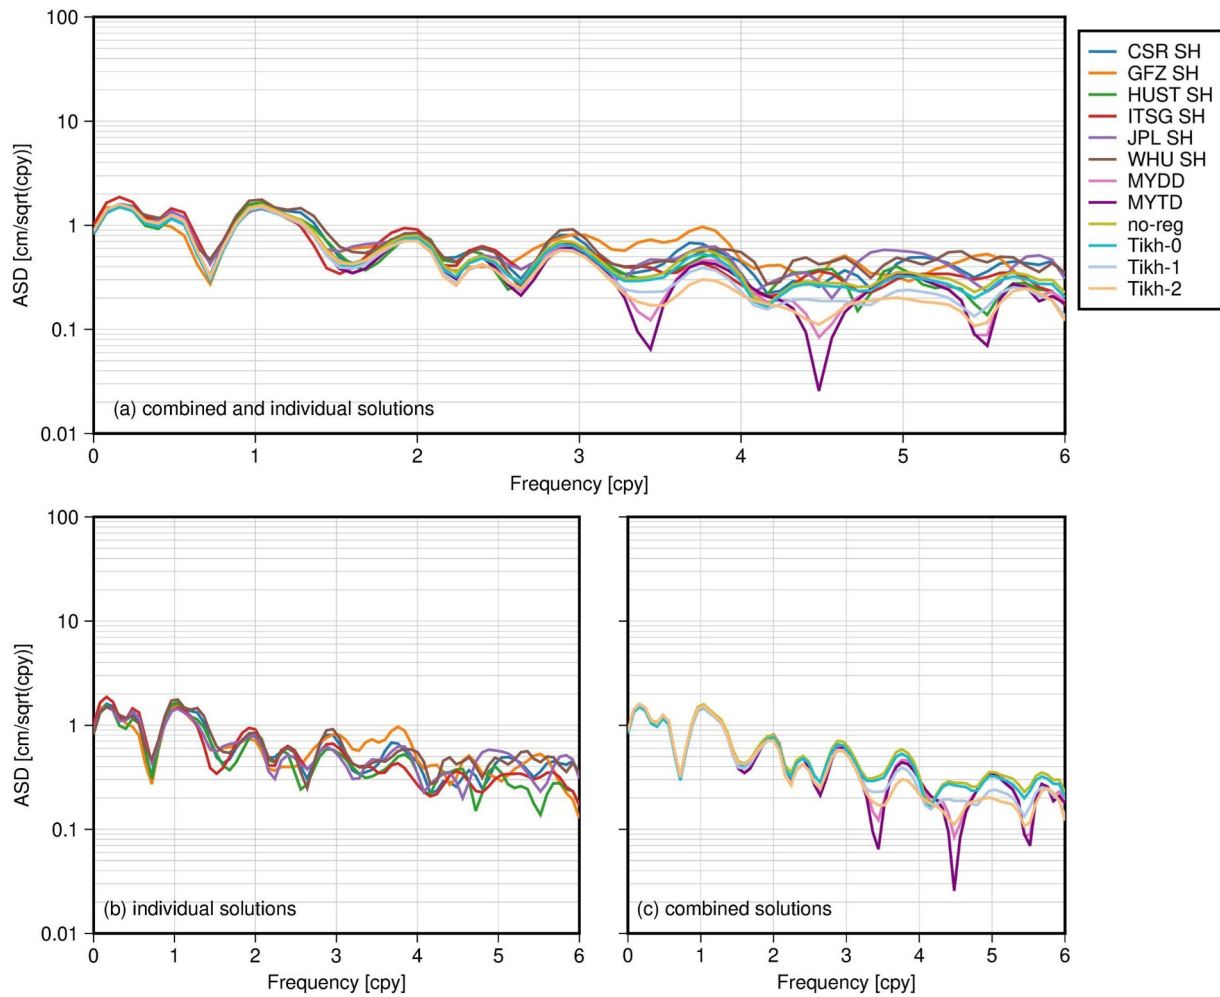 100
10
1
0.1
0.01
ASD [cm/sqrt(cpy)]
(a) combined and individual solutions
0 1 2 3 4 5 6
Frequency [cpy]
CSR SH
GFZ SH
HUST SH
ITSG SH
JPL SH
WHU SH
MYDD
MYTD
no-reg
Tikh-0
Tikh-1
Tikh-2
100
10
1
0.1
0.01
ASD [cm/sqrt(cpy)]
(b) individual solutions
0 1 2 3 4 5 6
Frequency [cpy]
(c) combined solutions
0 1 2 3 4 5 6
Frequency [cpy]